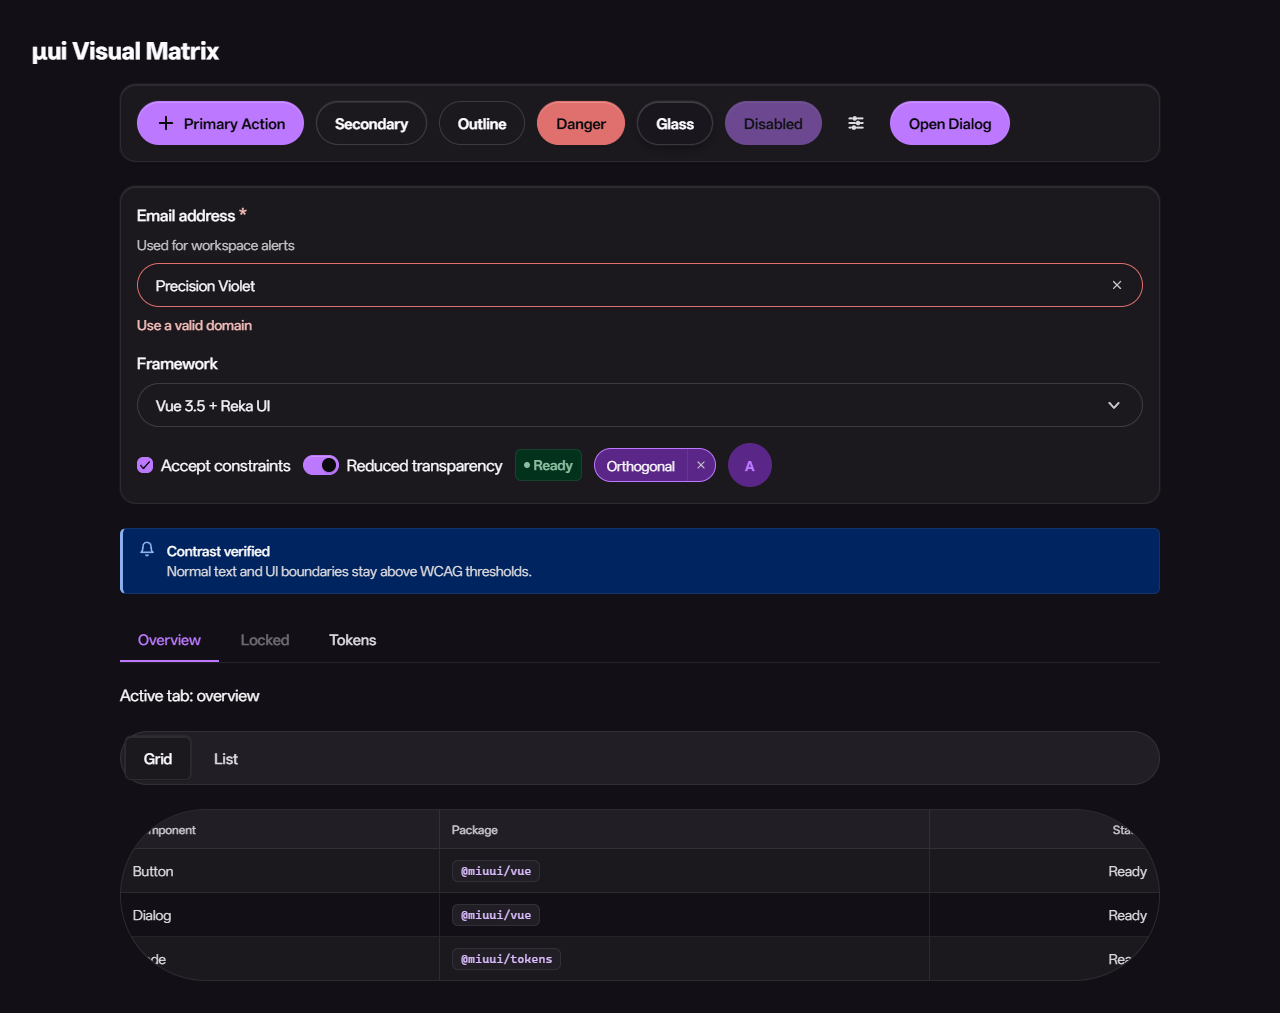 µui Visual Matrix
Primary Action Secondary Outline Danger Glass Disabled Open Dialog
Email address *
Used for workspace alerts
Precision Violet
Use a valid domain
Framework
Vue 3.5 + Reka UI
Accept constraints Reduced transparency Ready Orthogonal A
Contrast verified
Normal text and UI boundaries stay above WCAG thresholds.
Overview Locked Tokens
Active tab: overview
Grid List
Package
Button @miuui/vue Ready
Dialog @miuui/vue Ready
@miuui/tokens